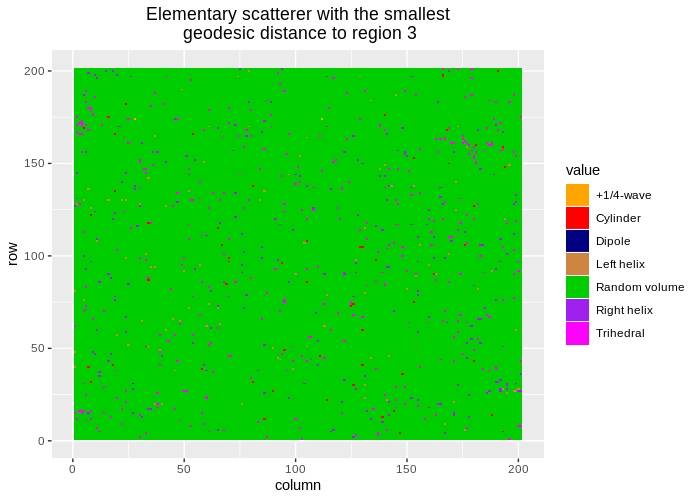 Elementary scatterer with the smallest
geodesic distance to region 3
200
150
100
50
0
row
0
50
100
150
200
column
value
+1/4-wave
Cylinder
Dipole
Left helix
Random volume
Right helix
Trihedral